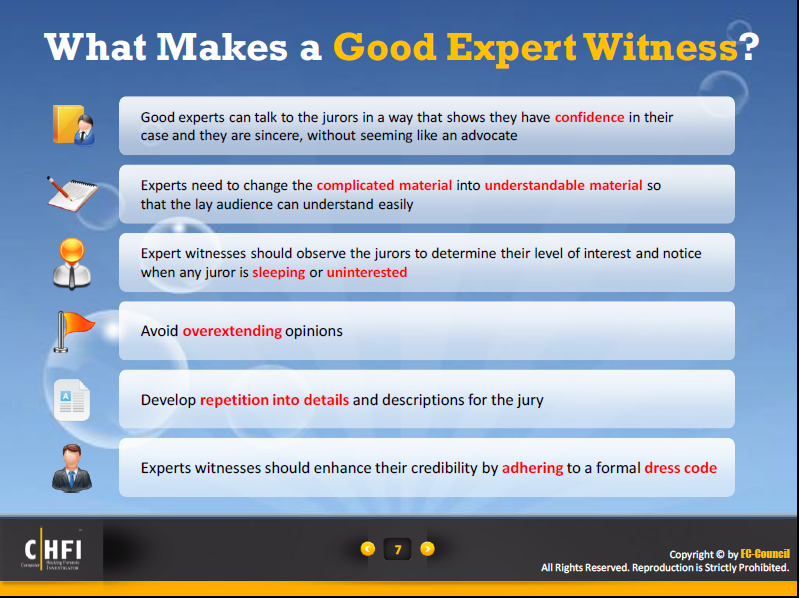 What Makes a Good Expert Witness?
Good experts can talk to the jurors in a way that shows they have confidence in their
case and they are sincere, without seeming like an advocate
Experts need to change the complicated material into understandable material so
that the lay audience can understand easily
Expert witnesses should observe the jurors to determine their level of interest and notice
when any juror is sleeping or uninterested
Avoid overextending opinions
A
Develop repetition into details and descriptions for the jury
Experts witnesses should enhance their credibility by adhering to a formal dress code
CHFI
Computer Hacking Forensic
INVESTIGATOR
7
Copyright © by EC-Council
All Rights Reserved. Reproduction is Strictly Prohibited.